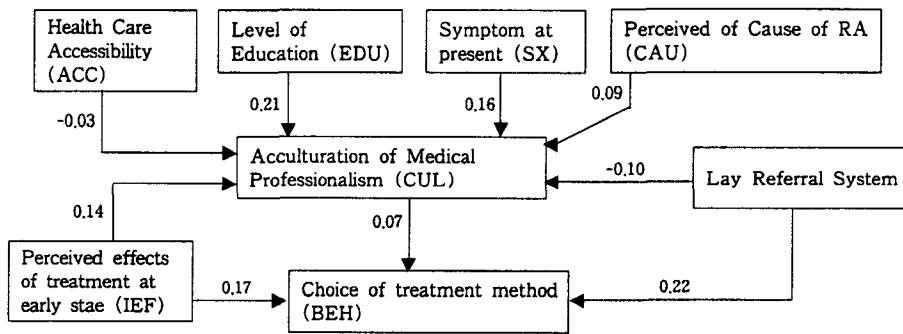 Health Care
Accessibility
(ACC)
Level of
Education (EDU)
Symptom at
present (SX)
Perceived of Cause of RA
(CAU)
-0.03
0.21
0.16
0.09
Acculturation of Medical
Professionalism (CUL)
-0.10
Lay Referral System
0.14
0.07
Perceived effects
of treatment at
early stae (IEF)
0.17
Choice of treatment method
(BEH)
0.22